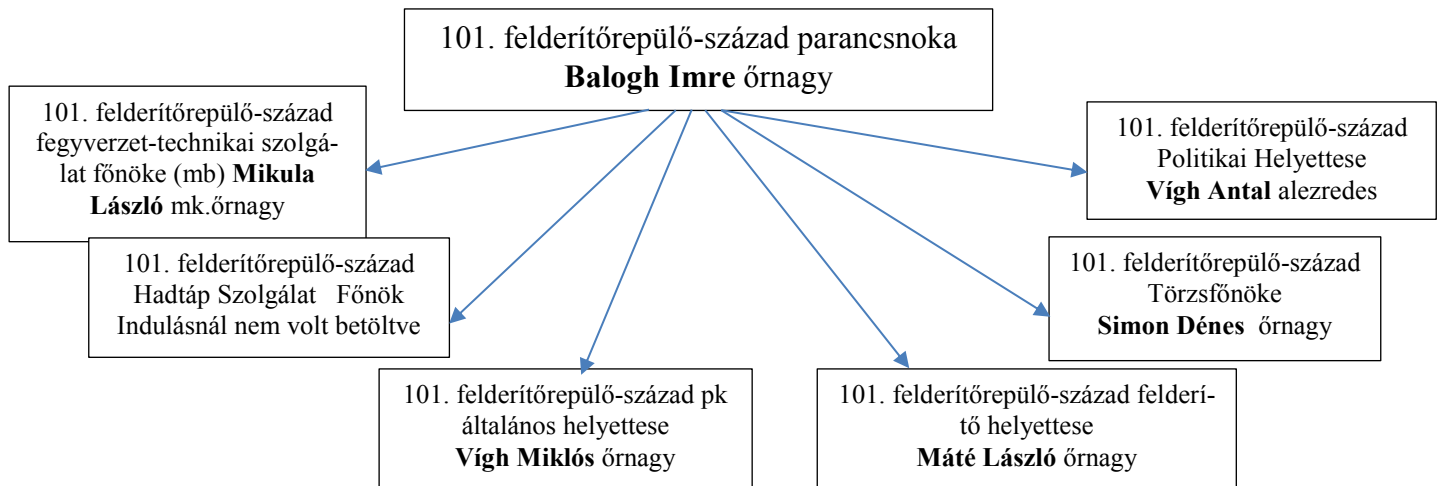 101. felderítőrepülő-század parancsnoka
Balogh Imre őrnagy
101. felderítőrepülő-század
fegyverzet-technikai szolgá-
lat főnöke (mb) Mikula
László mk.őrnagy
101. felderítőrepülő-század
Politikai Helyettese
Vígh Antal alezredes
101. felderítőrepülő-század
Hadtáp Szolgálat Főnök
Indulásnál nem volt betöltve
101. felderítőrepülő-század
Törzsfőnöke
Simon Dénes őrnagy
101. felderítőrepülő-század pk
általános helyettese
Vígh Miklós őrnagy
101. felderítőrepülő-század felderí-
tő helyettese
Máté László őrnagy